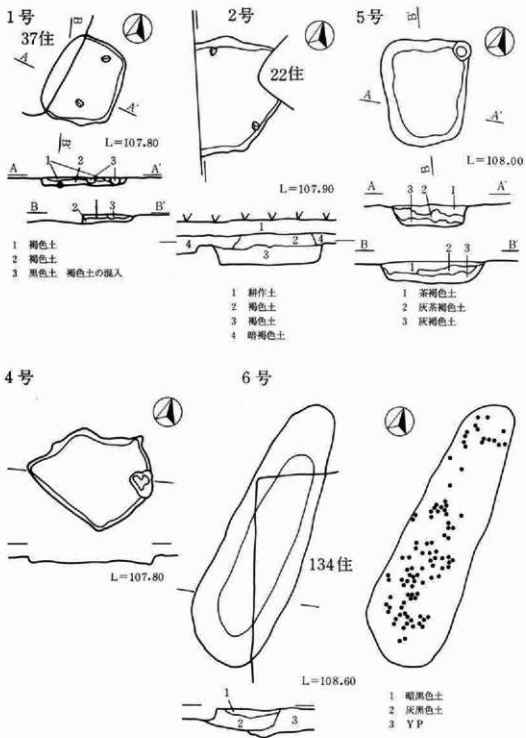 1号
37住
B
B'
A
A'
L=107.80
1 2 3
A A'
2 1 3
B B'
1 褐色土
2 褐色土
3 黒色土 褐色土の混入
2号
22住
L=107.90
1
4 2 4
3
1 耕作土
2 褐色土
3 褐色土
4 暗褐色土
5号
B'
A
A'
B
L=108.00
A 3 2 1 A'
B 1 2 3 B'
1 茶褐色土
2 灰茶褐色土
3 灰褐色土
4号
L=107.80
6号
134住
L=108.60
1
2 3
1 暗黒色土
2 灰黒色土
3 YP